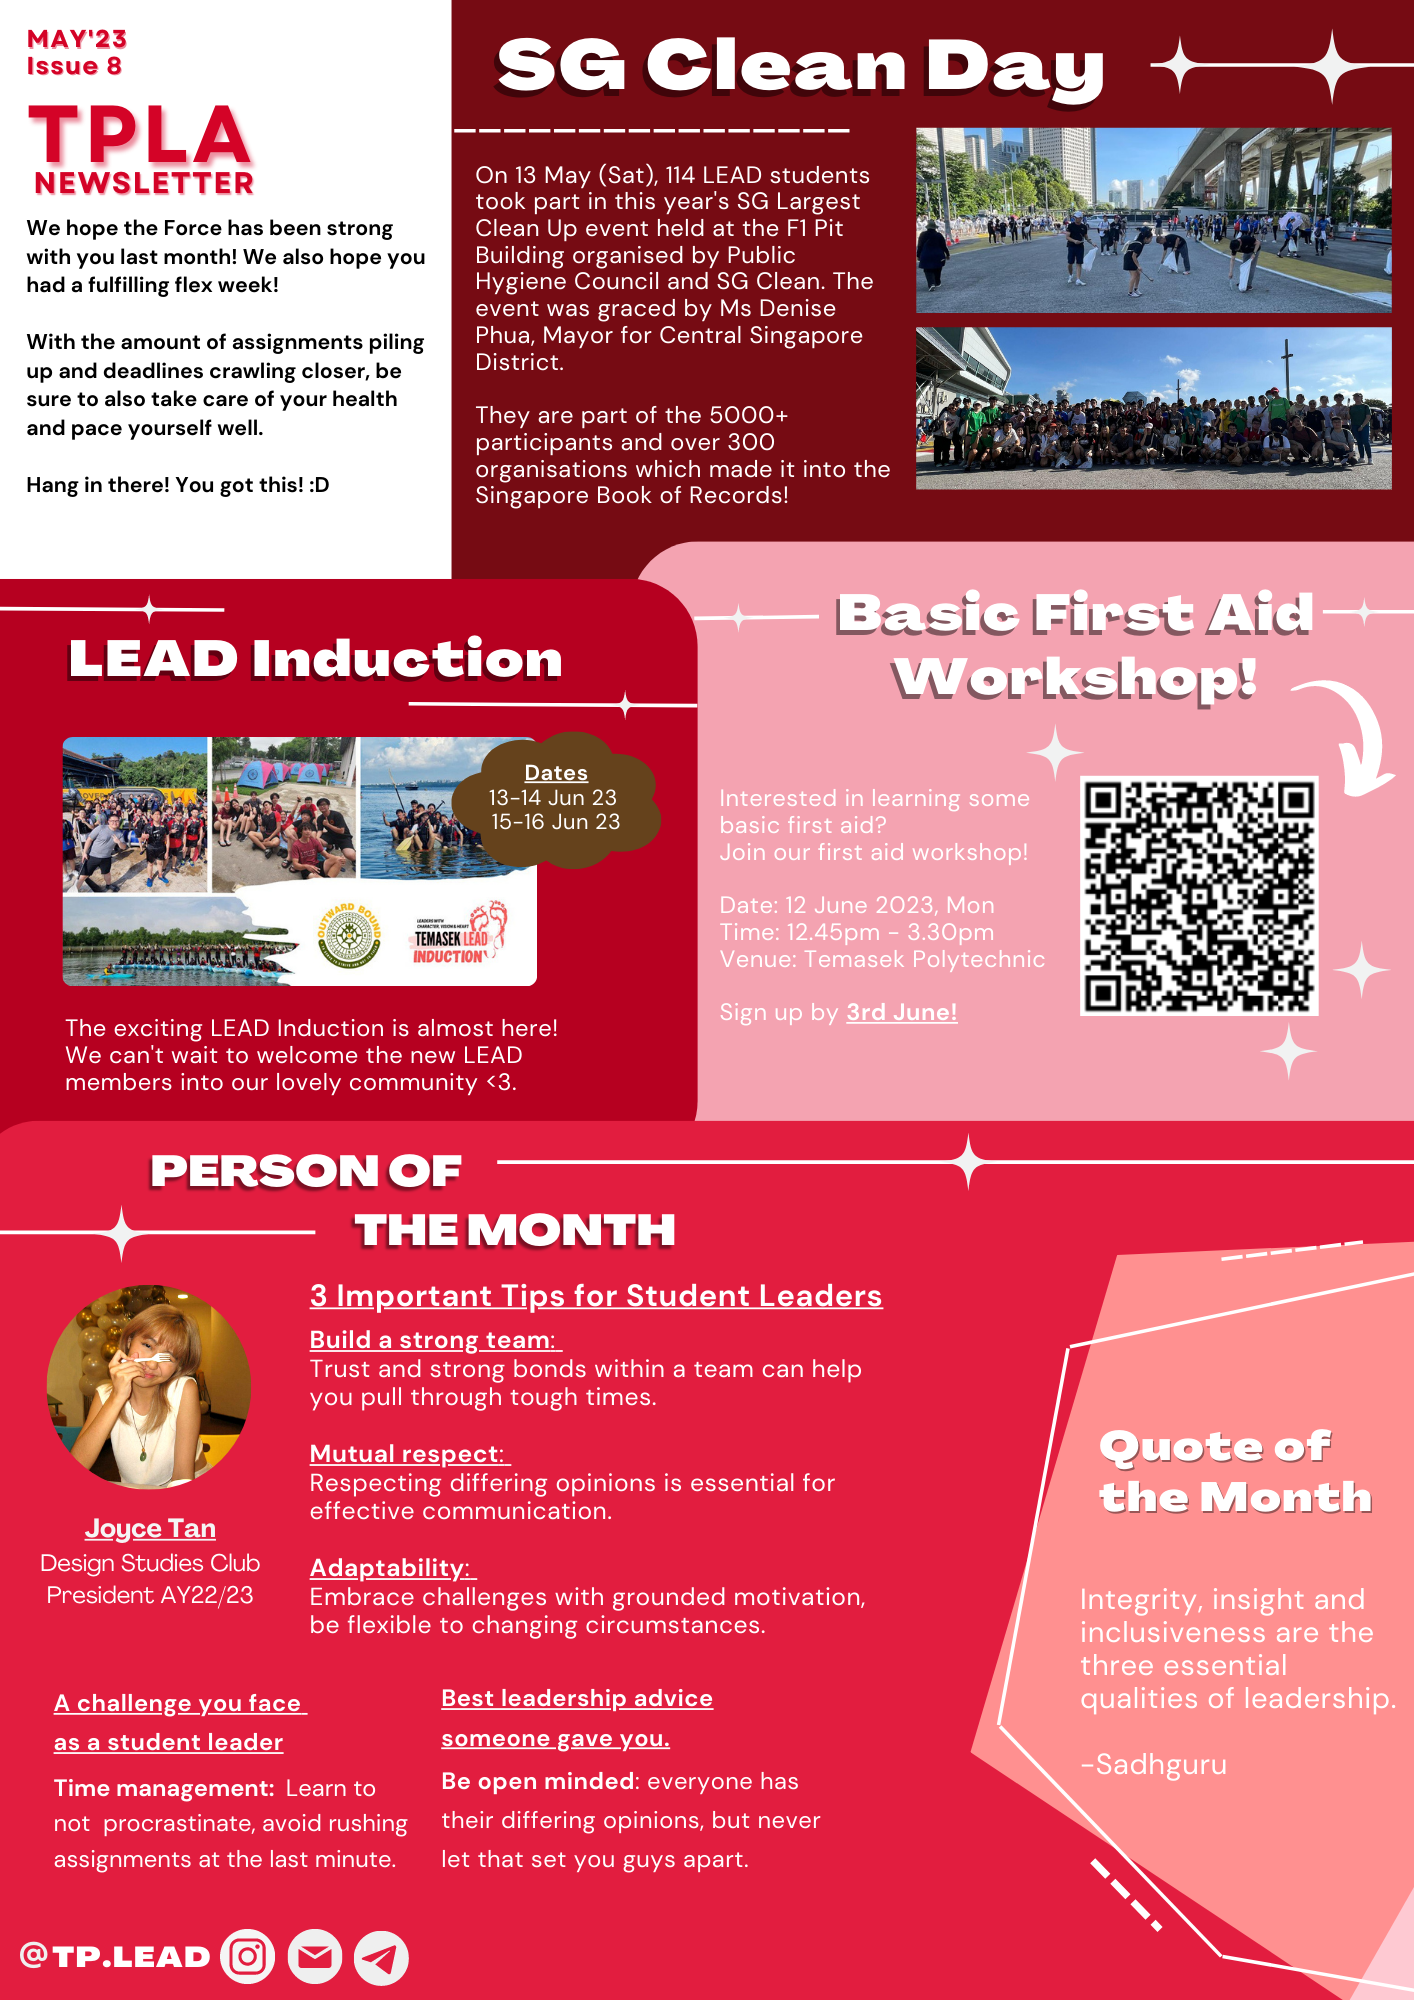 MAY'23
Issue 8
TPLA
NEWSLETTER
We hope the Force has been strong
with you last month! We also hope you
had a fulfilling flex week!
With the amount of assignments piling
up and deadlines crawling closer, be
sure to also take care of your health
and pace yourself well.
Hang in there! You got this! :D
SG Clean Day
On 13 May (Sat), 114 LEAD students
took part in this year's SG Largest
Clean Up event held at the F1 Pit
Building organised by Public
Hygiene Council and SG Clean. The
event was graced by Ms Denise
Phua, Mayor for Central Singapore
District.
They are part of the 5000+
participants and over 300
organisations which made it into the
Singapore Book of Records!
LEAD Induction
Dates
13-14 Jun 23
15-16 Jun 23
OUTWARD BOUND
LEADERS WITH
CHARACTER, VISION & HEART
TEMASEK LEAD
INDUCTION
The exciting LEAD Induction is almost here!
We can't wait to welcome the new LEAD
members into our lovely community <3.
Basic First Aid
Workshop!
Interested in learning some
basic first aid?
Join our first aid workshop!
Date: 12 June 2023, Mon
Time: 12.45pm - 3.30pm
Venue: Temasek Polytechnic
Sign up by 3rd June!
PERSON OF
THE MONTH
Joyce Tan
Design Studies Club
President AY22/23
3 Important Tips for Student Leaders
Build a strong team:
Trust and strong bonds within a team can help
you pull through tough times.
Mutual respect:
Respecting differing opinions is essential for
effective communication.
Adaptability:
Embrace challenges with grounded motivation,
be flexible to changing circumstances.
A challenge you face
as a student leader
Time management: Learn to
not procrastinate, avoid rushing
assignments at the last minute.
Best leadership advice
someone gave you.
Be open minded: everyone has
their differing opinions, but never
let that set you guys apart.
Quote of
the Month
Integrity, insight and
inclusiveness are the
three essential
qualities of leadership.
-Sadhguru
@TP.LEAD